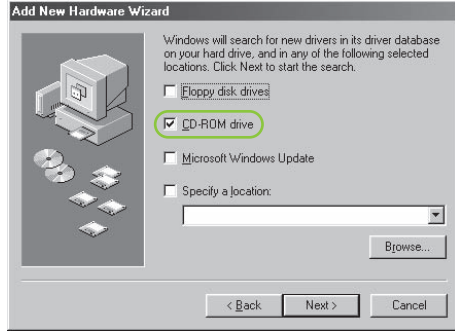 Add New Hardware Wizard
Windows will search for new drivers in its driver database
on your hard drive, and in any of the following selected
locations. Click Next to start the search.
Floppy disk drives
CD-ROM drive
Microsoft Windows Update
Specify a location:
Browse...
< Back
Next >
Cancel